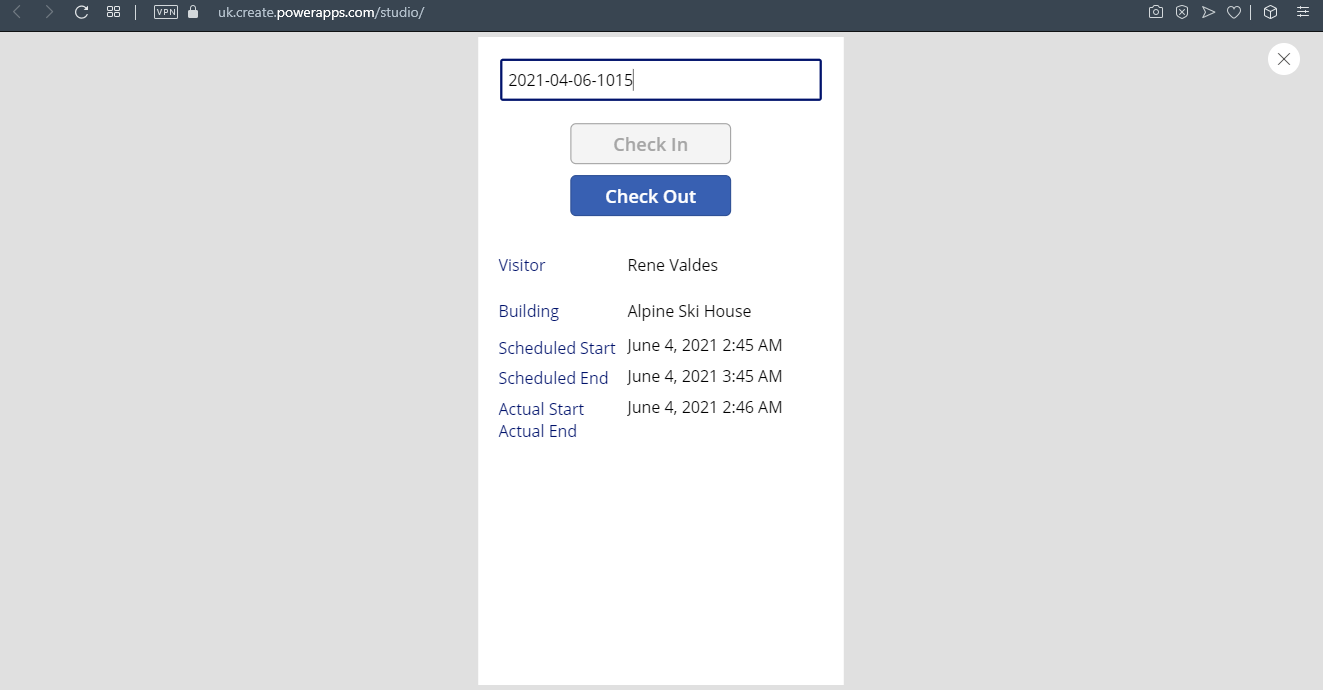 VPN uk.create.powerapps.com/studio/
2021-04-06-1015
Check In
Check Out
Visitor Rene Valdes
Building Alpine Ski House
Scheduled Start June 4, 2021 2:45 AM
Scheduled End June 4, 2021 3:45 AM
Actual Start June 4, 2021 2:46 AM
Actual End